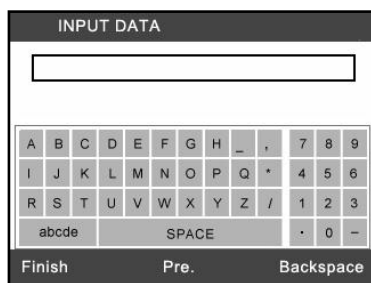 INPUT DATA
A B C D E F G H _ , 7 8 9
I J K L M N O P Q * 4 5 6
R S T U V W X Y Z / 1 2 3
abcde SPACE · 0 –
Finish Pre. Backspace